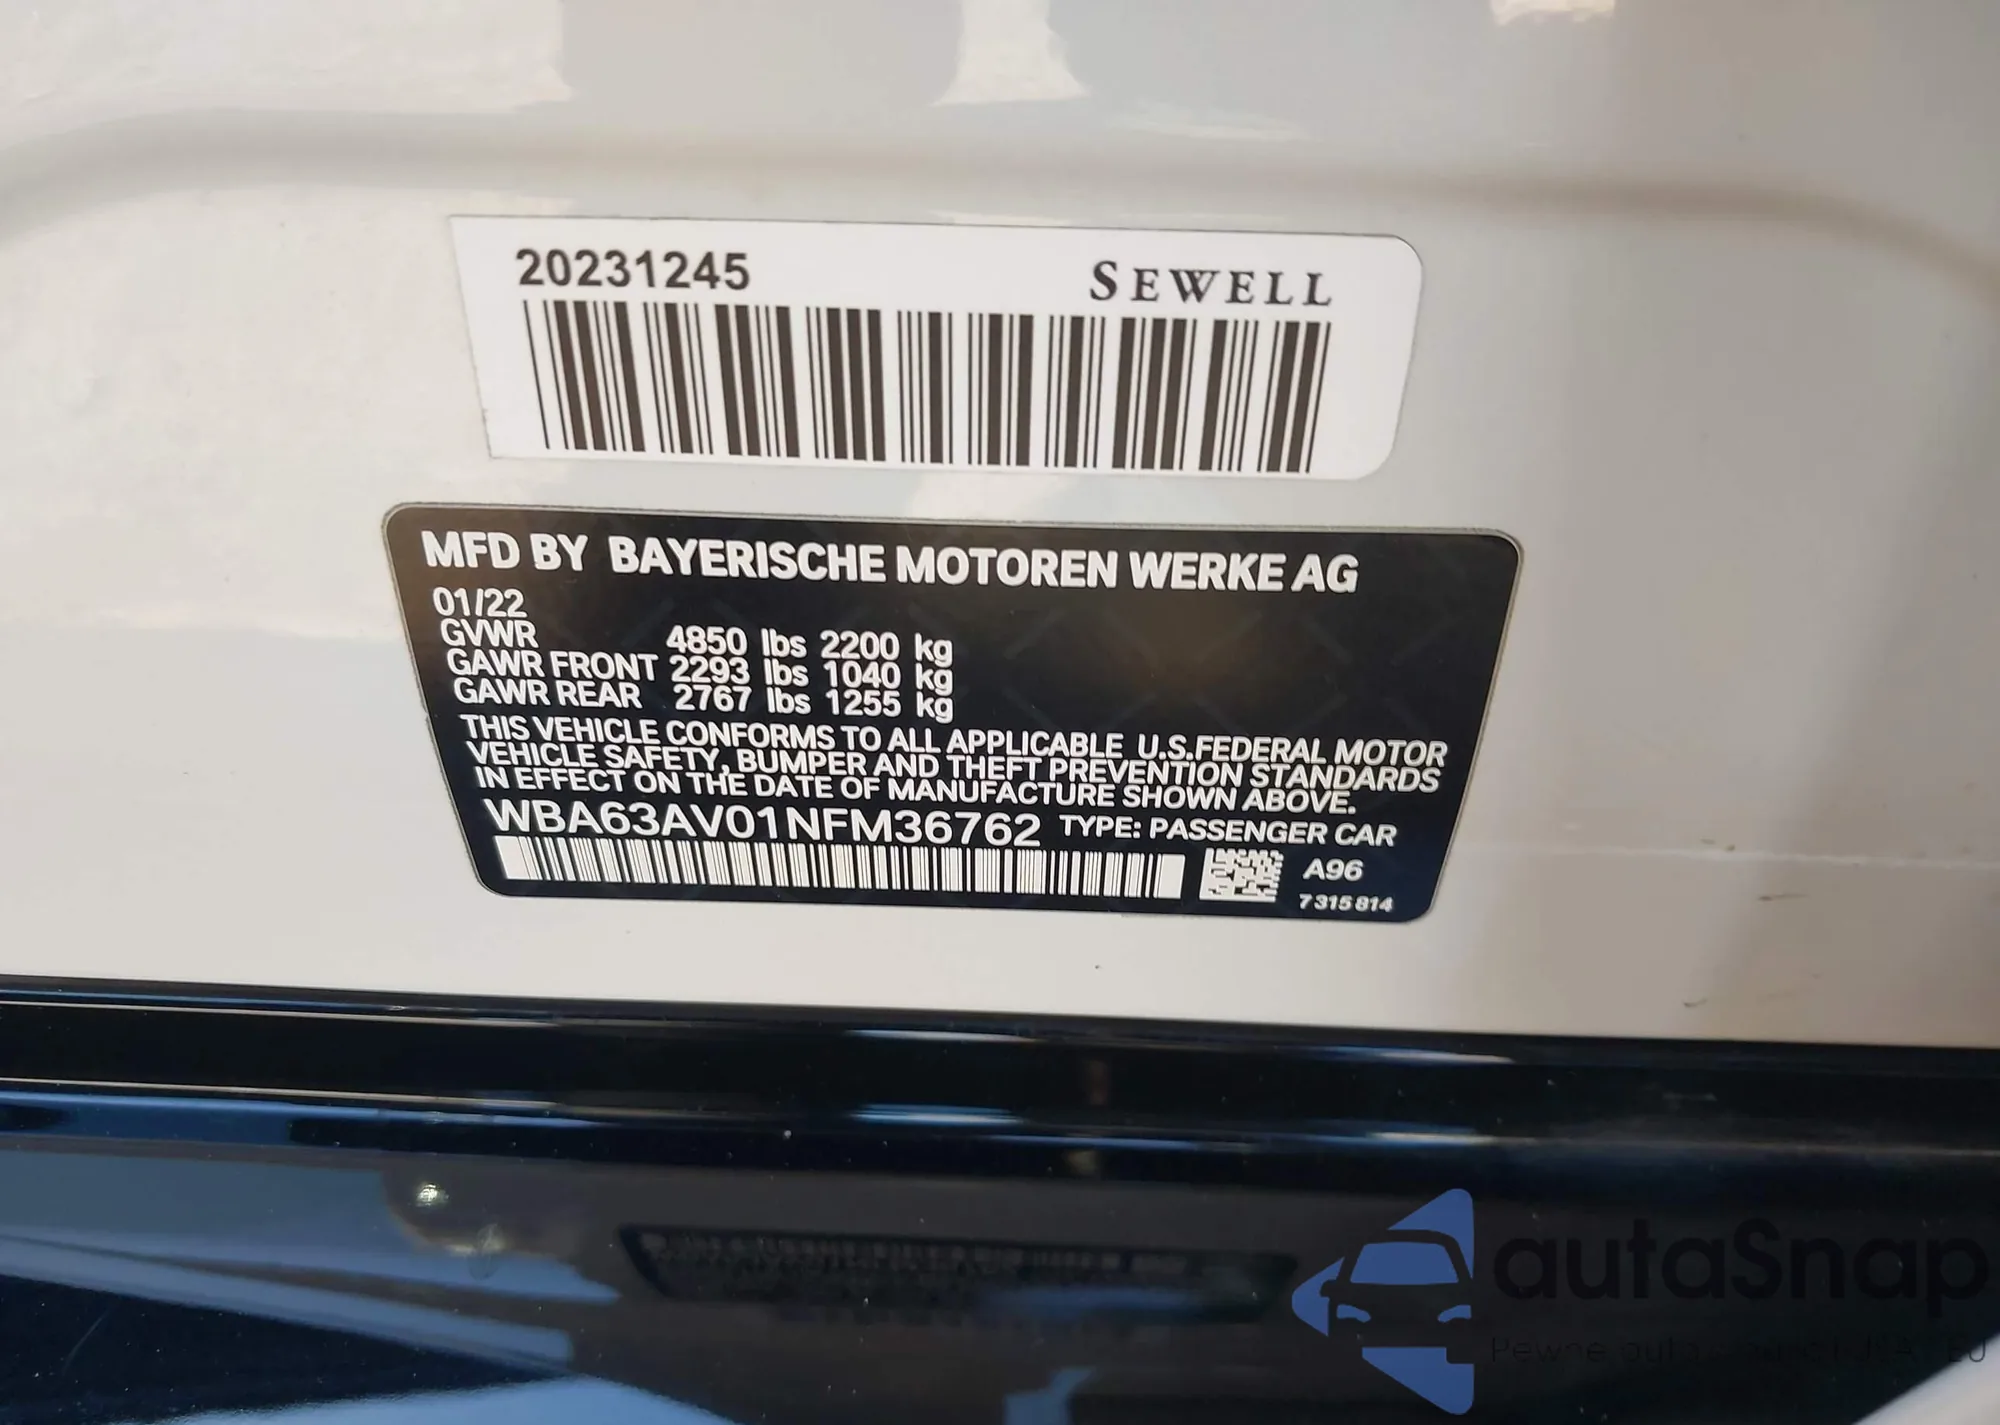 20231245
SEWELL
MFD BY BAYERISCHE MOTOREN WERKE AG
01/22
GVWR 4850 lbs 2200 kg
GAWR FRONT 2293 lbs 1040 kg
GAWR REAR 2767 lbs 1255 kg
THIS VEHICLE CONFORMS TO ALL APPLICABLE U.S.FEDERAL MOTOR
VEHICLE SAFETY, BUMPER AND THEFT PREVENTION STANDARDS
IN EFFECT ON THE DATE OF MANUFACTURE SHOWN ABOVE.
WBA63AV01NFM36762 TYPE: PASSENGER CAR
A96
7 315 814
autaSnap
Pewne auta